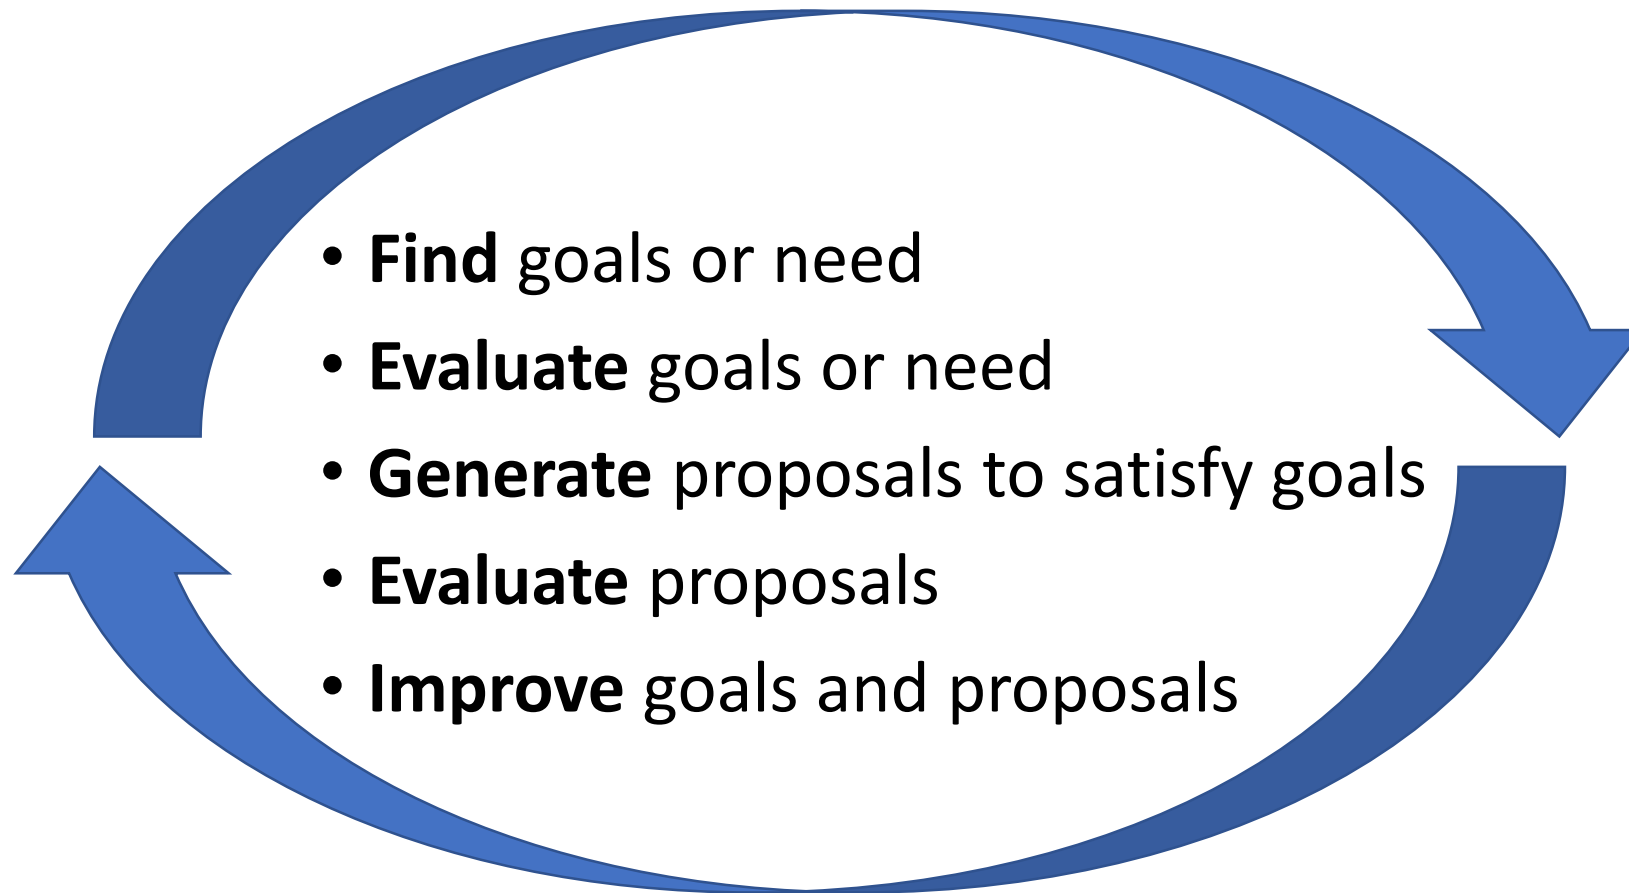 • Find goals or need
• Evaluate goals or need
• Generate proposals to satisfy goals
• Evaluate proposals
• Improve goals and proposals